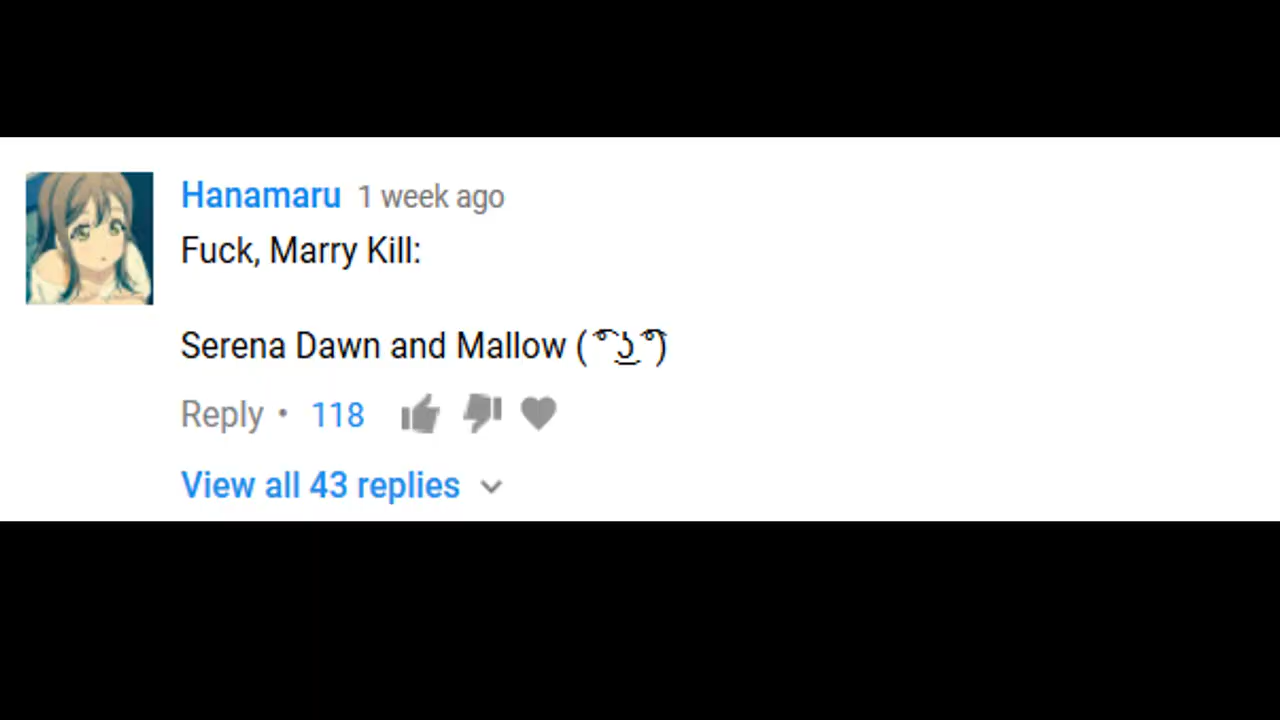 Hanamaru 1 week ago
Fuck, Marry Kill:
Serena Dawn and Mallow ( ͡° ͜ʖ ͡°)
Reply • 118
View all 43 replies